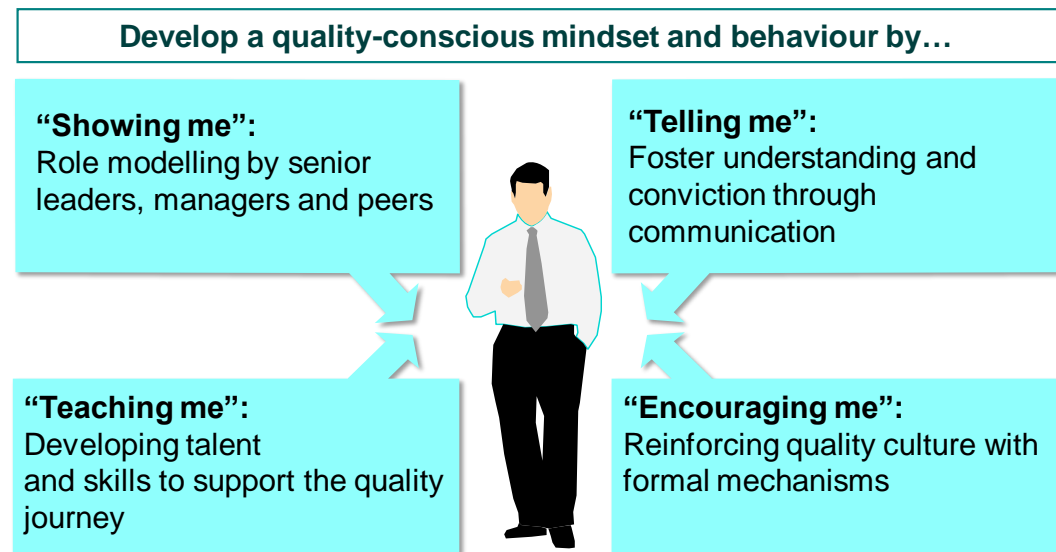 Develop a quality-conscious mindset and behaviour by…
“Showing me”:
Role modelling by senior
leaders, managers and peers
“Telling me”:
Foster understanding and
conviction through
communication
“Teaching me”:
Developing talent
and skills to support the quality
journey
“Encouraging me”:
Reinforcing quality culture with
formal mechanisms